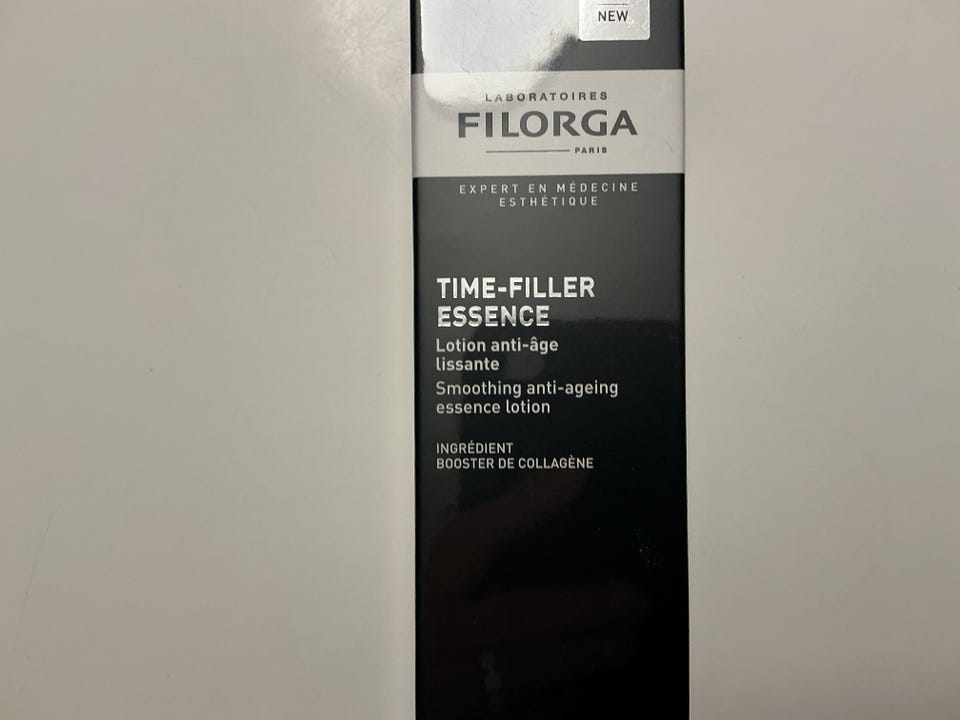 NEW
LABORATOIRES
FILORGA
PARIS
EXPERT EN MÉDECINE
ESTHÉTIQUE
TIME-FILLER
ESSENCE
Lotion anti-âge
lissante
Smoothing anti-ageing
essence lotion
INGRÉDIENT
BOOSTER DE COLLAGÈNE